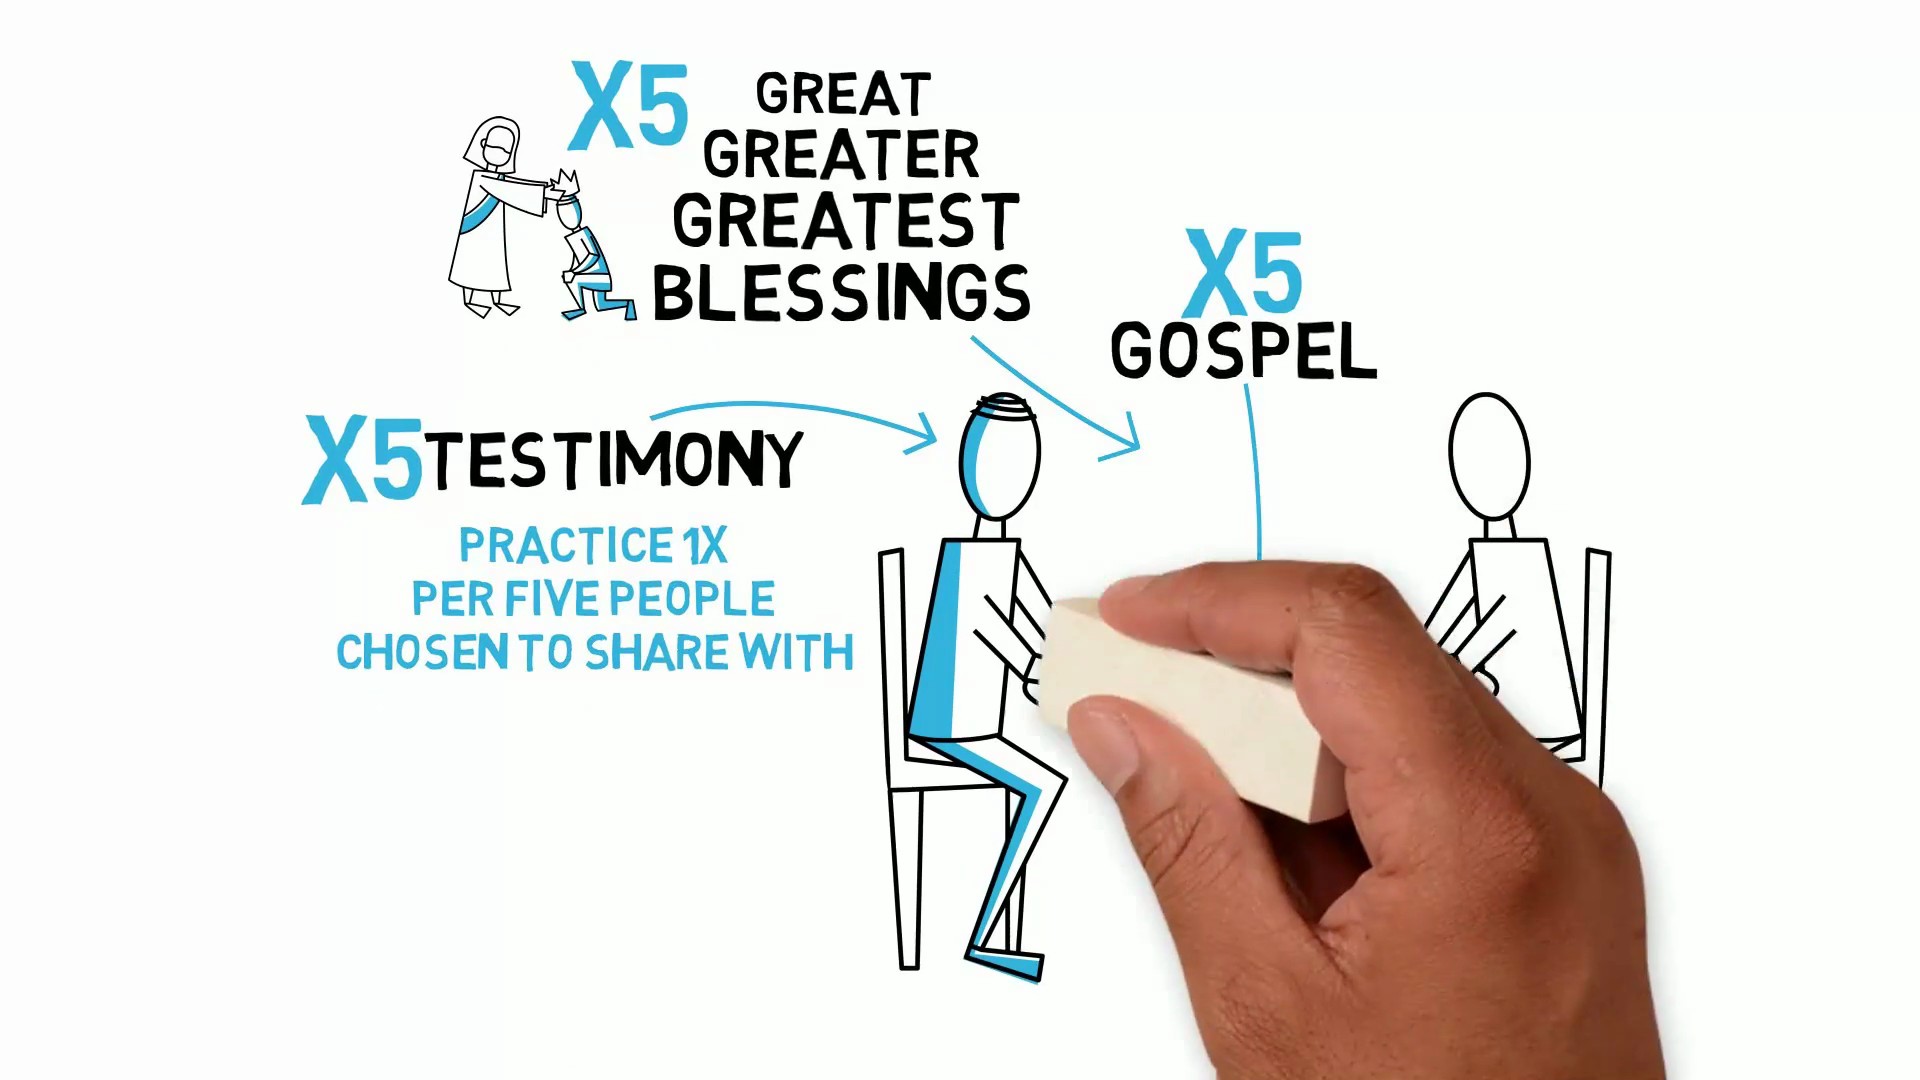 X5 GREAT
GREATER
GREATEST
BLESSINGS
X5
GOSPEL
X5 TESTIMONY
PRACTICE 1X
PER FIVE PEOPLE
CHOSEN TO SHARE WITH